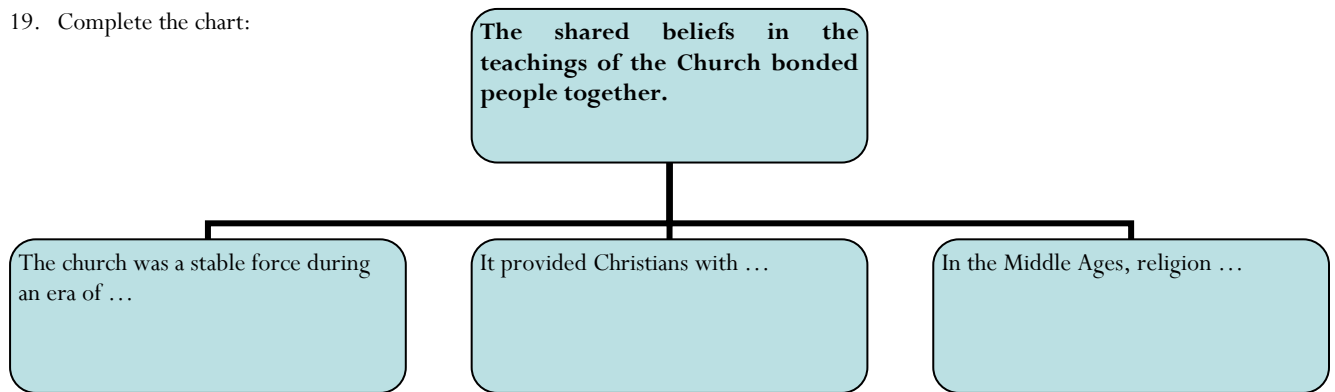 19. Complete the chart:
The shared beliefs in the
teachings of the Church bonded
people together.
The church was a stable force during
an era of …
It provided Christians with …
In the Middle Ages, religion …